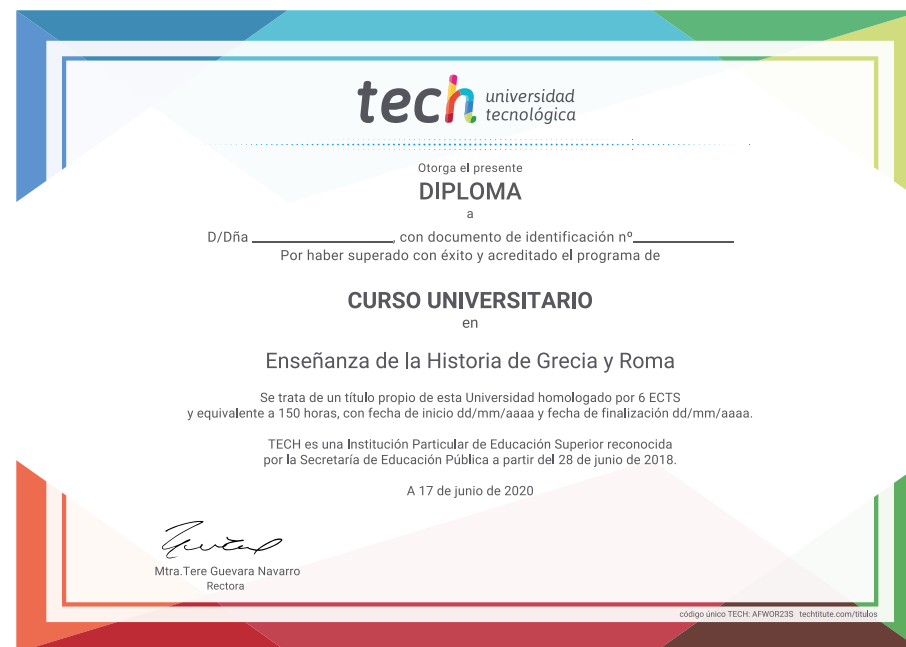 tech universidad
tecnológica
Otorga el presente
DIPLOMA
a
D/Dña ____________________, con documento de identificación nº______________
Por haber superado con éxito y acreditado el programa de
CURSO UNIVERSITARIO
en
Enseñanza de la Historia de Grecia y Roma
Se trata de un título propio de esta Universidad homologado por 6 ECTS
y equivalente a 150 horas, con fecha de inicio dd/mm/aaaa y fecha de finalización dd/mm/aaaa.
TECH es una Institución Particular de Educación Superior reconocida
por la Secretaría de Educación Pública a partir del 28 de junio de 2018.
A 17 de junio de 2020
Mtra.Tere Guevara Navarro
Rectora
código único TECH: AFWOR23S techtitute.com/titulos